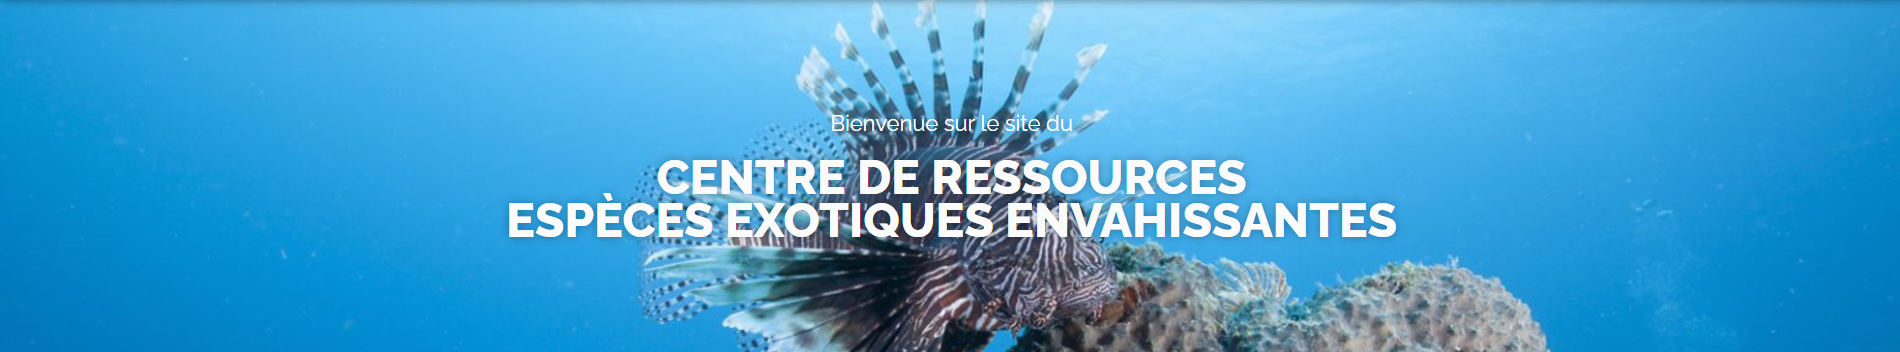 Bienvenue sur le site du
CENTRE DE RESSOURCES
ESPÈCES EXOTIQUES ENVAHISSANTES